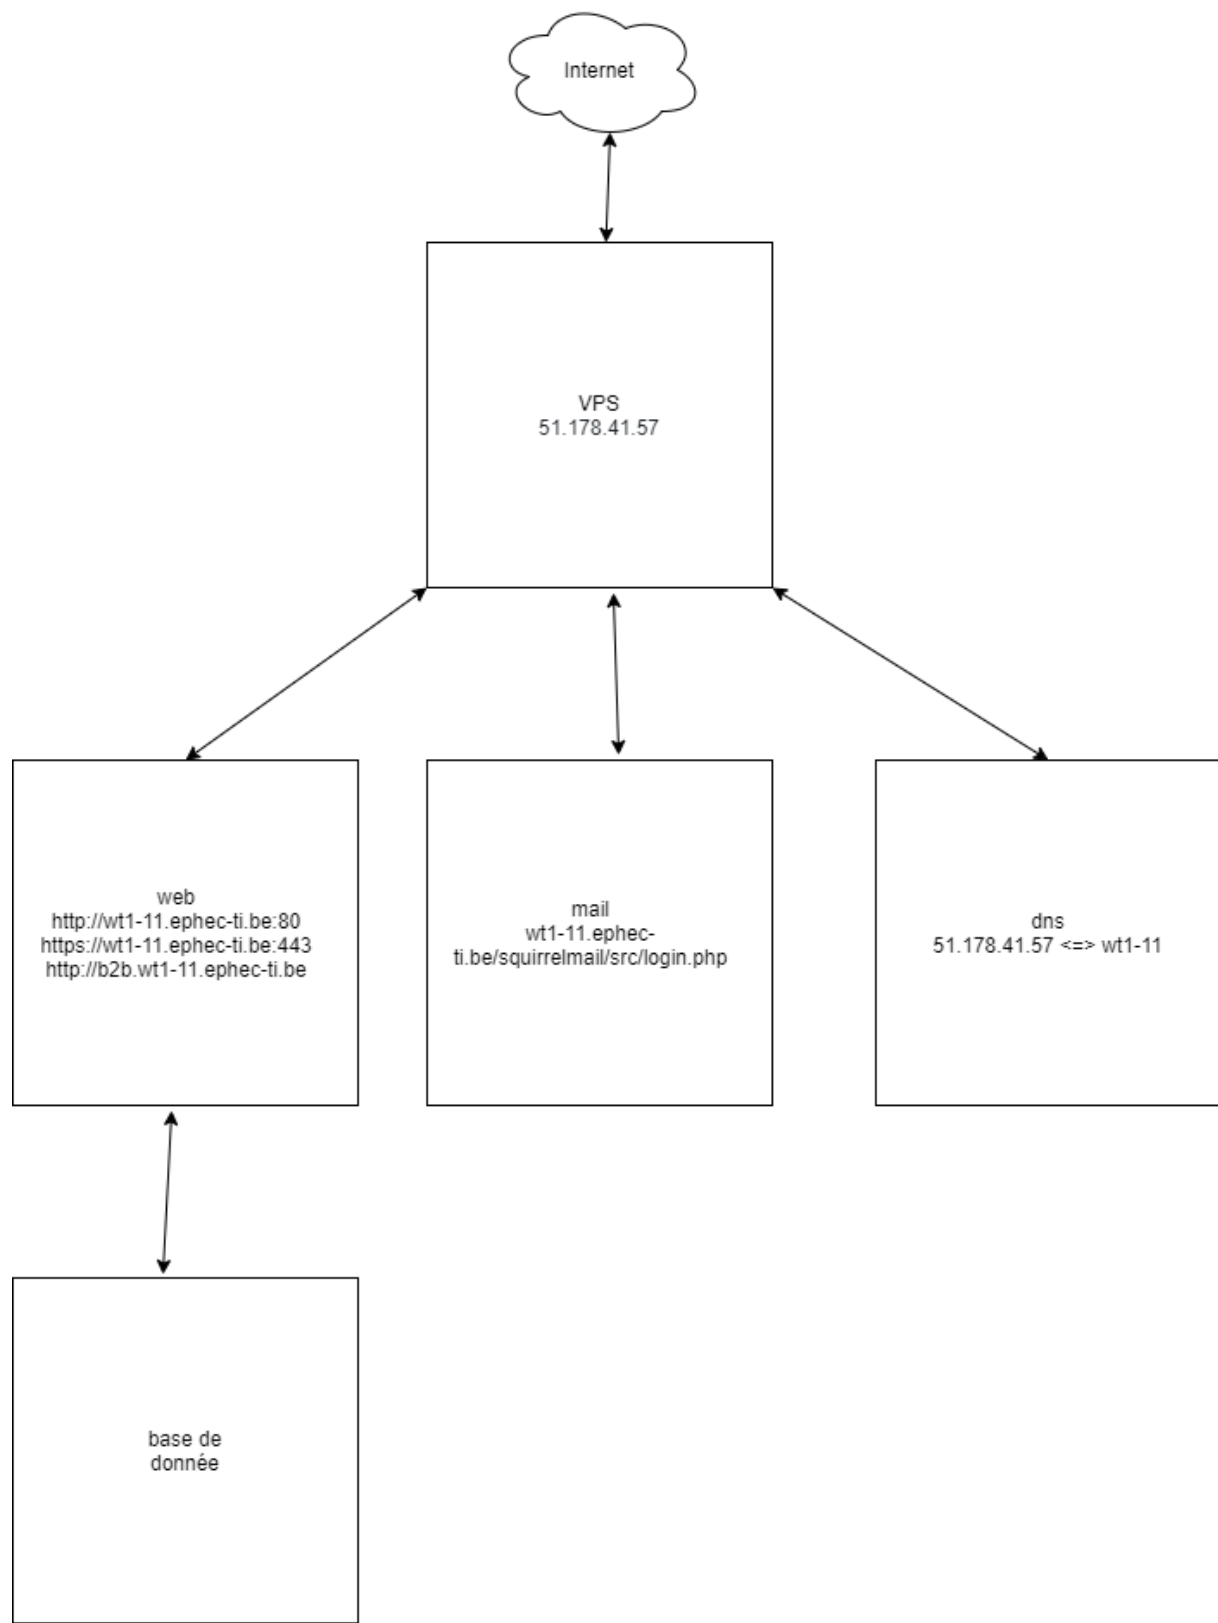 Internet
VPS
51.178.41.57
web
http://wt1-11.ephec-ti.be:80
https://wt1-11.ephec-ti.be:443
http://b2b.wt1-11.ephec-ti.be
mail
wt1-11.ephec-
ti.be/squirrelmail/src/login.php
dns
51.178.41.57 <=> wt1-11
base de
donnée